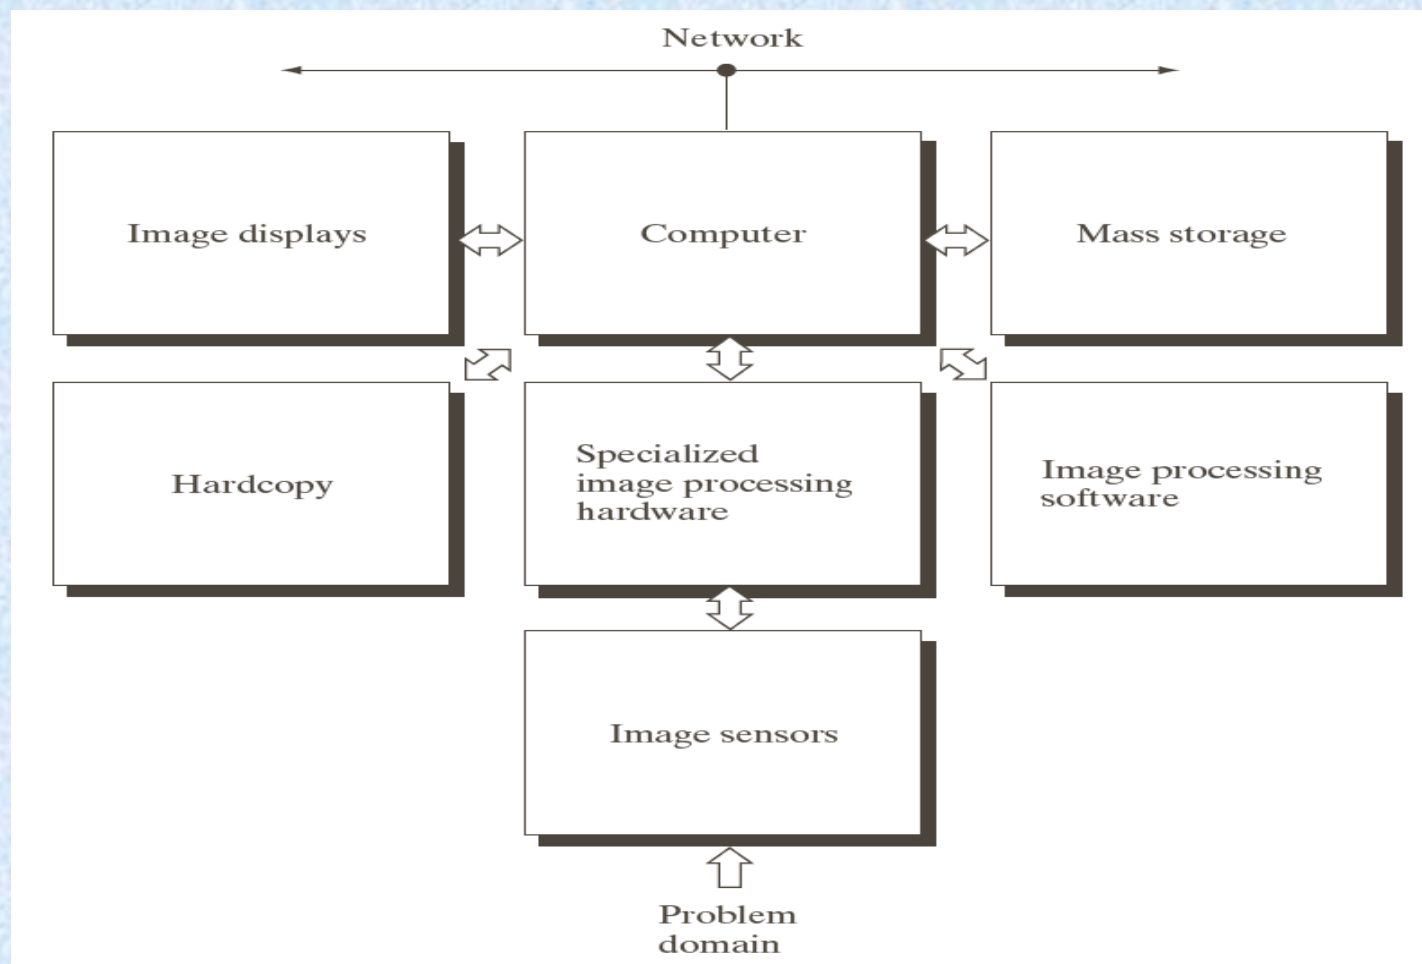 Network
Image displays
Computer
Mass storage
Hardcopy
Specialized
image processing
hardware
Image processing
software
Image sensors
Problem
domain